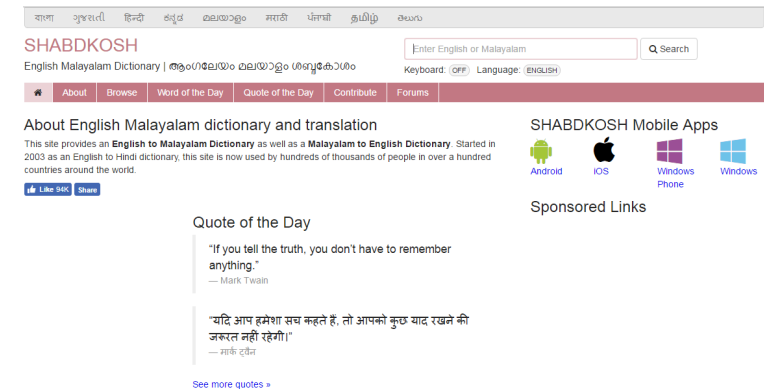 বাংলা ગુજરાતી हिन्दी ಕನ್ನಡ മലയാളം मराठी ਪੰਜਾਬੀ தமிழ் తెలుగు
SHABDKOSH
English Malayalam Dictionary | ആംഗലേയം മലയാളം ശബ്ദകോശം
Enter English or Malayalam
Search
Keyboard: OFF Language: ENGLISH
About Browse Word of the Day Quote of the Day Contribute Forums
About English Malayalam dictionary and translation
This site provides an English to Malayalam Dictionary as well as a Malayalam to English Dictionary. Started in
2003 as an English to Hindi dictionary, this site is now used by hundreds of thousands of people in over a hundred
countries around the world.
Like 94K Share
SHABDKOSH Mobile Apps
Android iOS Windows Phone Windows
Sponsored Links
Quote of the Day
“If you tell the truth, you don’t have to remember
anything.”
— Mark Twain
“यदि आप हमेशा सच कहते हैं, तो आपको कुछ याद रखने की
जरूरत नहीं रहेगी।”
— मार्क ट्वैन
See more quotes »